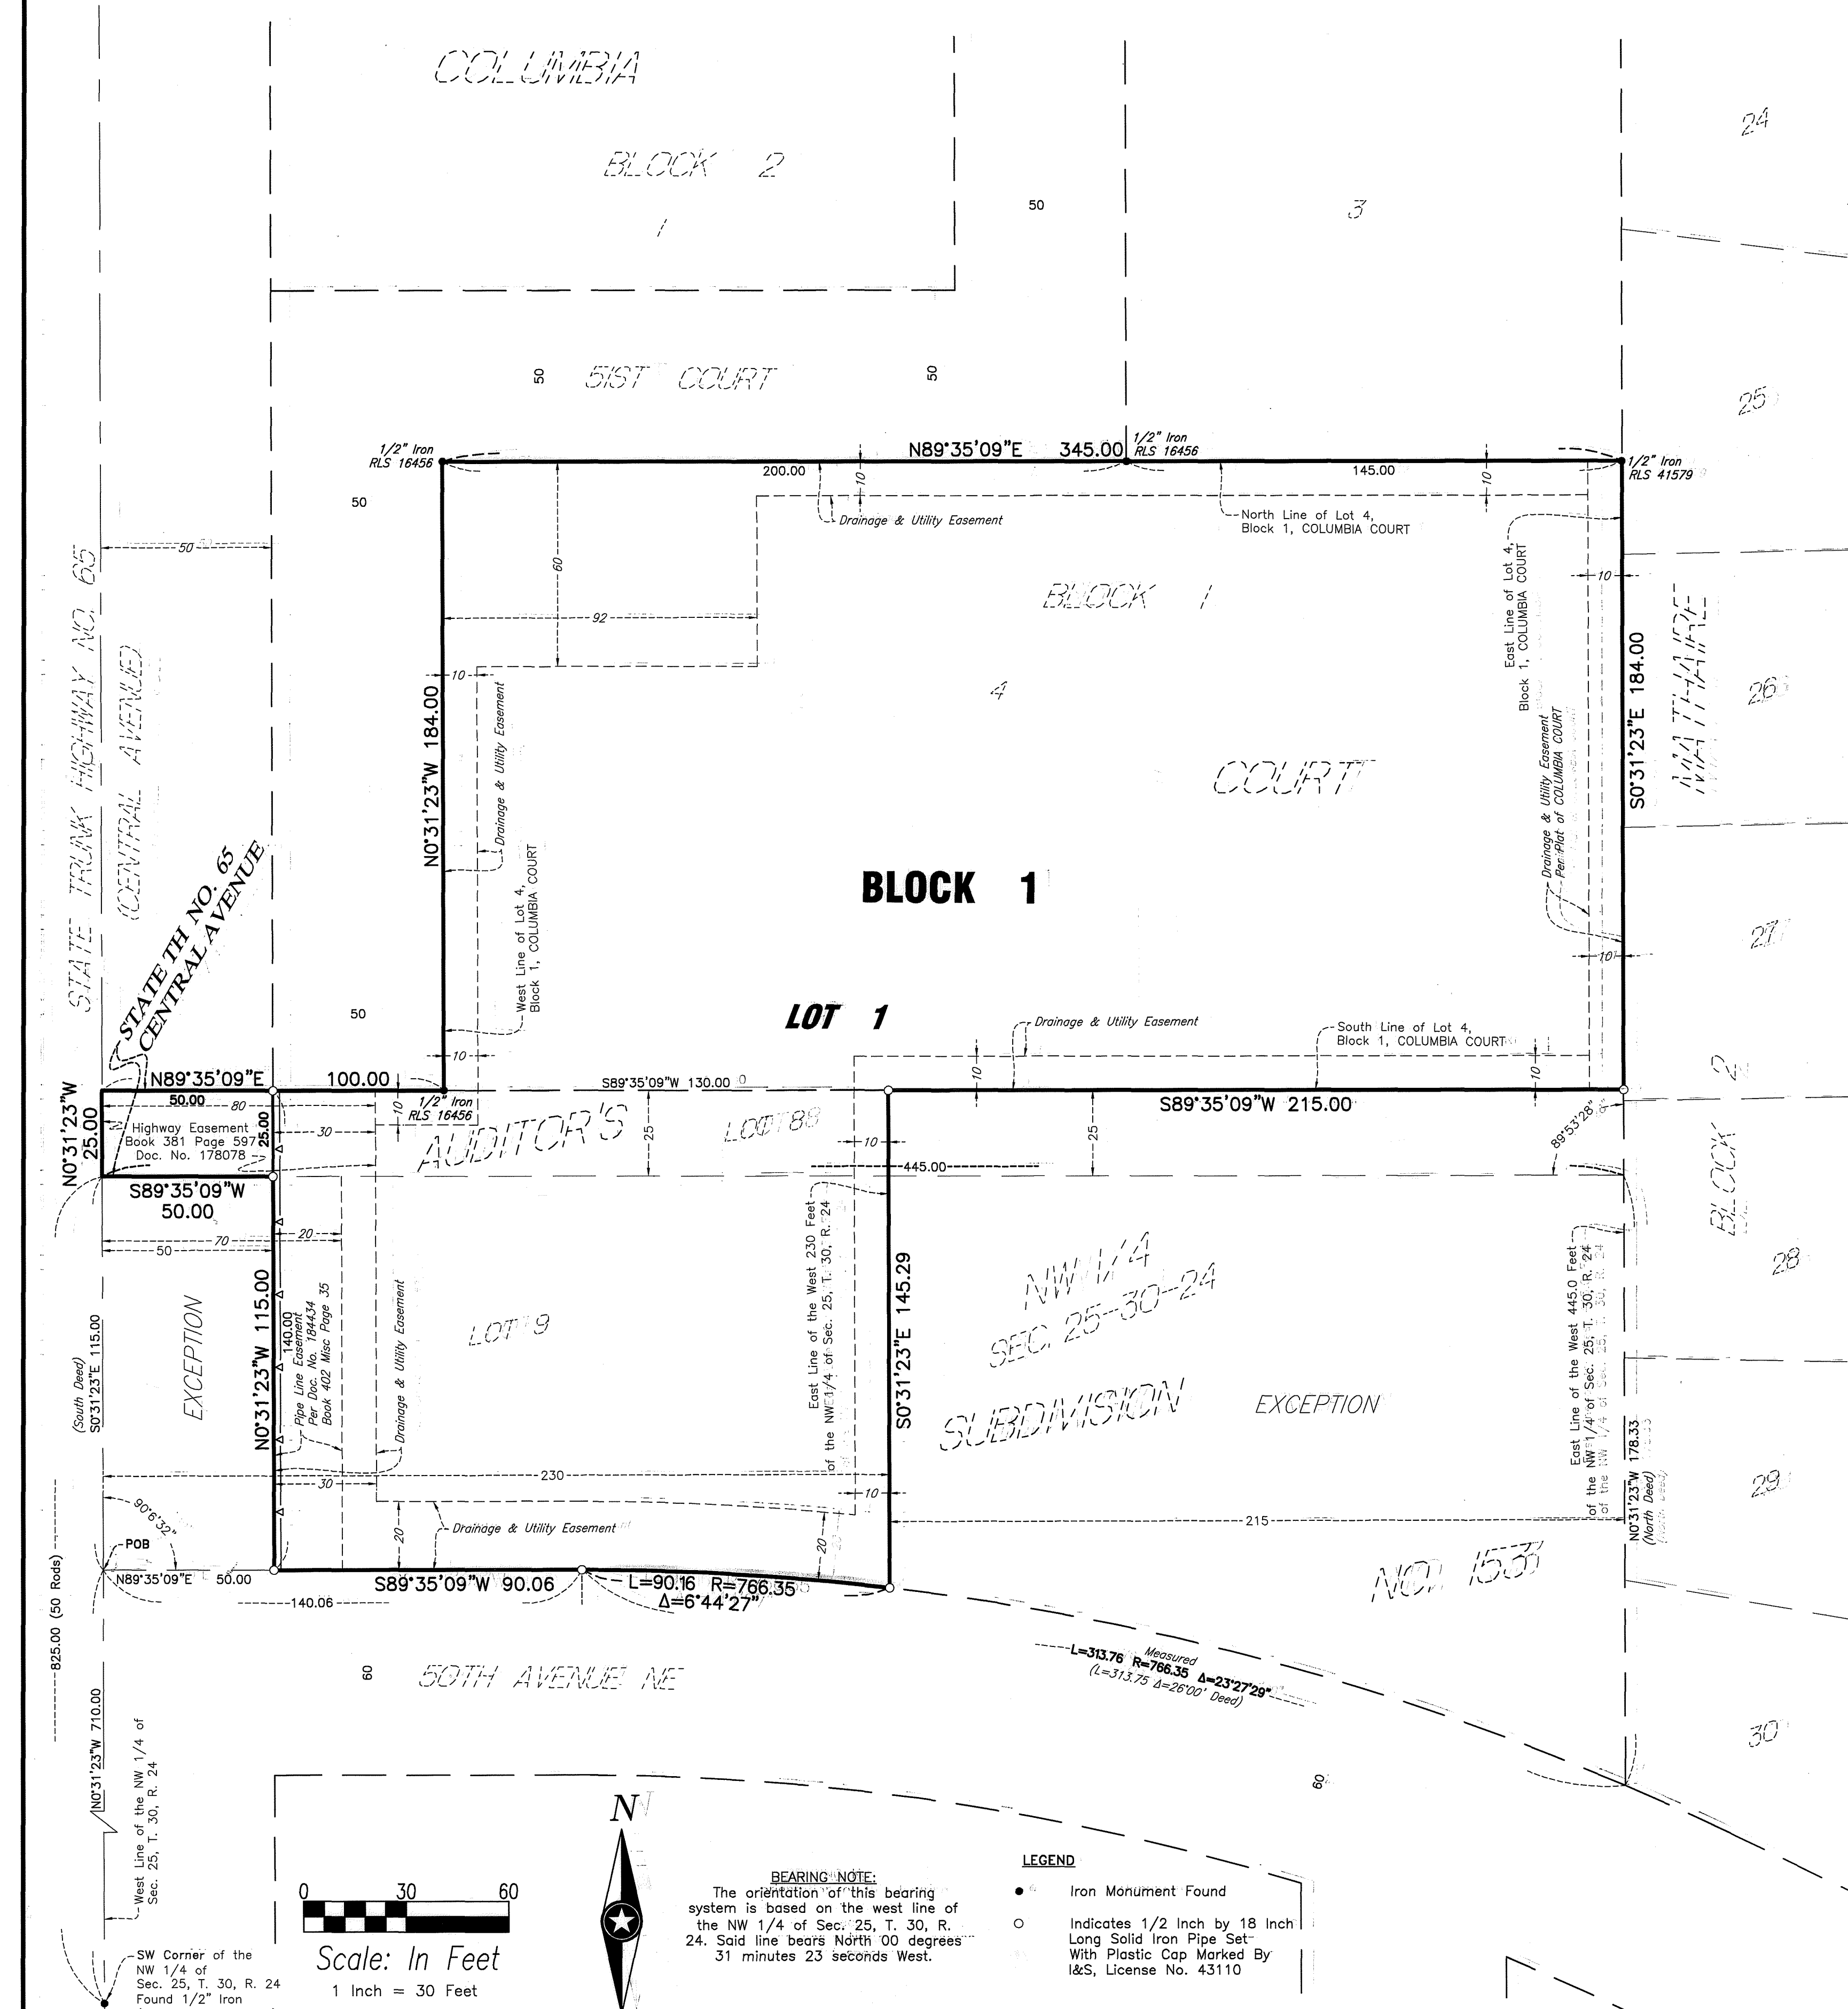 COLUMBIA
BLOCK 2
1
24
50
3
51ST COURT
50
50
25
1/2" Iron
RLS 16456
N89°35'09"E 345.00
1/2" Iron
RLS 16456
1/2" Iron
RLS 41579
200.00
145.00
10
10
50
Drainage & Utility Easement
North Line of Lot 4,
Block 1, COLUMBIA COURT
50
60
92
BLOCK 1
East Line of Lot 4,
Block 1, COLUMBIA COURT
10
STATE TRUNK HIGHWAY NO. 65
(CENTRAL AVENUE)
10
4
N0°31'23"W 184.00
Drainage & Utility Easement
S0°31'23"E 184.00
MATHAIRE
26
COURT
Drainage & Utility Easement
Per Plat of COLUMBIA COURT
STATE TH NO. 65
CENTRAL AVENUE
West Line of Lot 4,
Block 1, COLUMBIA COURT
BLOCK 1
27
10
LOT 1
50
Drainage & Utility Easement
South Line of Lot 4,
Block 1, COLUMBIA COURT
10
N89°35'09"E 100.00
S89°35'09"W 130.00
10
10
2
N0°31'23"W
25.00
50.00
80
25.00
10
1/2" Iron
RLS 16456
S89°35'09"W 215.00
Highway Easement
Book 381 Page 597
Doc. No. 178078
30
AUDITOR'S
25
LOT 88
10
25
89°53'28"
445.00
BLOCK
S89°35'09"W
50.00
20
70
50
East Line of the West 230 Feet
of the NW 1/4 of Sec. 25, T. 30, R. 24
NW 1/4
SEC. 25-30-24
East Line of the West 445.0 Feet
of the NW 1/4 of Sec. 25, T. 30, R. 24
28
EXCEPTION
N0°31'23"W 115.00
140.00
Pipe Line Easement
Per Doc. No. 184434
Book 402 Misc Page 35
Drainage & Utility Easement
LOT 9
S0°31'23"E 145.29
(South Deed)
S0°31'23"E 115.00
SUBDIVISION
EXCEPTION
N0°31'23"W 178.33
(North Deed)
29
230
30
10
90°6'32"
20
Drainage & Utility Easement
20
215
POB
N89°35'09"E 50.00
S89°35'09"W 90.06
L=90.16 R=766.35
Δ=6°44'27"
NO. 153
140.06
825.00 (50 Rods)
60
50TH AVENUE NE
Measured
L=313.76 R=766.35 Δ=23°27'29"
(L=313.75 Δ=26°00' Deed)
30
N0°31'23"W 710.00
West Line of the NW 1/4 of
Sec. 25, T. 30, R. 24
60
N
0 30 60
Scale: In Feet
1 Inch = 30 Feet
BEARING NOTE:
The orientation of this bearing
system is based on the west line of
the NW 1/4 of Sec. 25, T. 30, R.
24. Said line bears North 00 degrees
31 minutes 23 seconds West.
LEGEND
Iron Monument Found
Indicates 1/2 Inch by 18 Inch
Long Solid Iron Pipe Set
With Plastic Cap Marked By
I&S, License No. 43110
SW Corner of the
NW 1/4 of
Sec. 25, T. 30, R. 24
Found 1/2" Iron